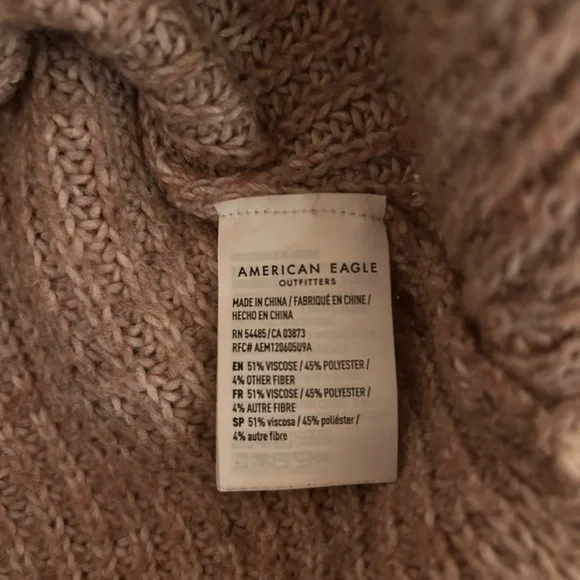 AMERICAN EAGLE
OUTFITTERS
MADE IN CHINA / FABRIQUÉ EN CHINE /
HECHO EN CHINA
RN 54485 / CA 03873
RFC# AEM120605U9A
EN 51% VISCOSE / 45% POLYESTER /
4% OTHER FIBER
FR 51% VISCOSE / 45% POLYESTER /
4% AUTRE FIBRE
SP 51% viscosa / 45% poliéster /
4% autre fibre